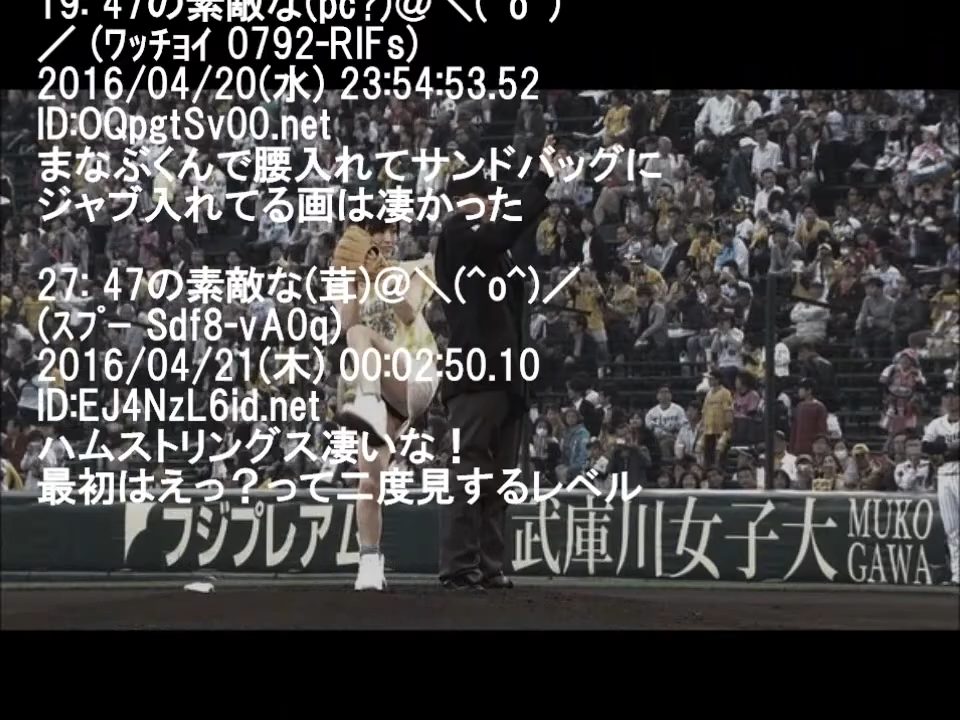 19: 47の素敵な(pc?)@＼(^o^)
／ (ﾜｯﾁｮｲ 0792-RIFs)
2016/04/20(水) 23:54:53.52
ID:OQpgtSv00.net
まなぶくんで腰入れてサンドバッグに
ジャブ入れてる画は凄かった
27: 47の素敵な(茸)@＼(^o^)／
(ｽﾌﾟｰ Sdf8-vA0q)
2016/04/21(木) 00:02:50.10
ID:EJ4NzL6id.net
ハムストリングス凄いな！
最初はえっ？って二度見するレベル
フジプレアム
武庫川女子大 MUKO
GAWA